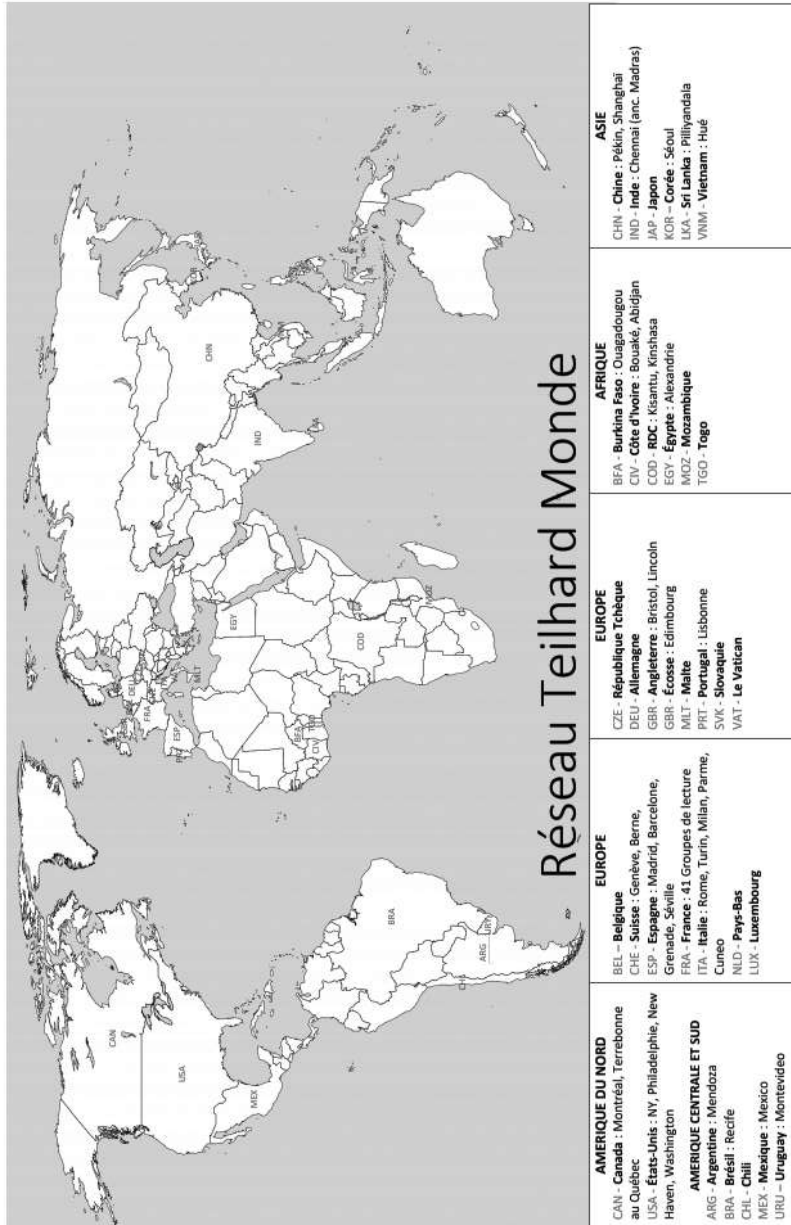 CAN
USA
MEX
BRA
ARG
URY
FRA
ESP
DEU
MLT
EGY
BFA
CIV
COD
MOZ
IND
CHN
Réseau Teilhard Monde
AMERIQUE DU NORD
CAN - Canada : Montréal, Terrebonne
au Québec
USA - États-Unis : NY, Philadelphie, New
Haven, Washington
AMERIQUE CENTRALE ET SUD
ARG - Argentine : Mendoza
BRA – Brésil : Recife
CHL - Chili
MEX - Mexique : Mexico
URU – Uruguay : Montevideo
EUROPE
BEL – Belgique
CHE - Suisse : Genève, Berne,
ESP - Espagne : Madrid, Barcelone,
Grenade, Séville
FRA - France : 41 Groupes de lecture
ITA - Italie : Rome, Turin, Milan, Parme,
Cuneo
NLD - Pays-Bas
LUX - Luxembourg
EUROPE
CZE - République Tchèque
DEU - Allemagne
GBR - Angleterre : Bristol, Lincoln
GBR - Écosse : Edimbourg
MLT - Malte
PRT - Portugal : Lisbonne
SVK - Slovaquie
VAT - Le Vatican
AFRIQUE
BFA - Burkina Faso : Ouagadougou
CIV - Côte d'Ivoire : Bouaké, Abidjan
COD - RDC : Kisantu, Kinshasa
EGY - Égypte : Alexandrie
MOZ - Mozambique
TGO - Togo
ASIE
CHN - Chine : Pékin, Shanghaï
IND - Inde : Chennai (anc. Madras)
JAP - Japon
KOR – Corée : Séoul
LKA - Sri Lanka : Pilliyandala
VNM - Vietnam : Hué